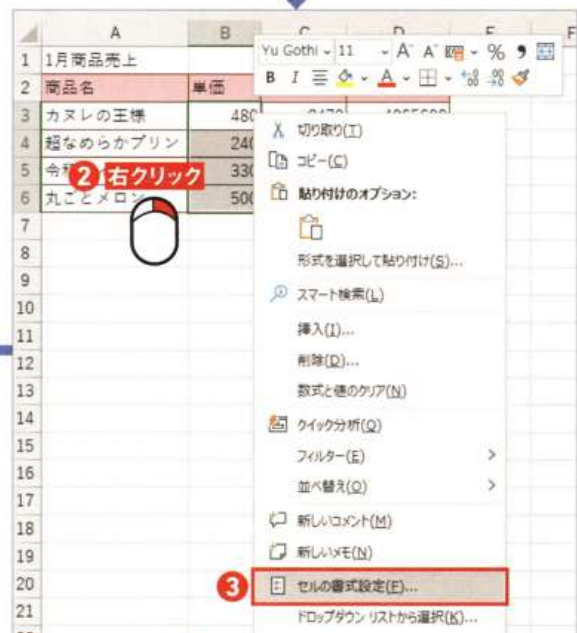 A B C D E F
Yu Gothi 11 A A % 9
B I A
1 1月商品売上
2 商品名 単価
3 カヌレの王様 480
4 超なめらかプリン 240
5 330
6 丸ごとメロン 500
2 右クリック
7
8
9
10
11
12
13
14
15
16
17
18
19
20
21
切り取り(T)
コピー(C)
貼り付けのオプション:
形式を選択して貼り付け(S)...
スマート検索(L)
挿入(I)...
削除(D)...
数式と値のクリア(N)
クイック分析(Q)
フィルター(E)
並べ替え(O)
新しいコメント(M)
新しいメモ(N)
3 セルの書式設定(F)...
ドロップダウン リストから選択(K)...